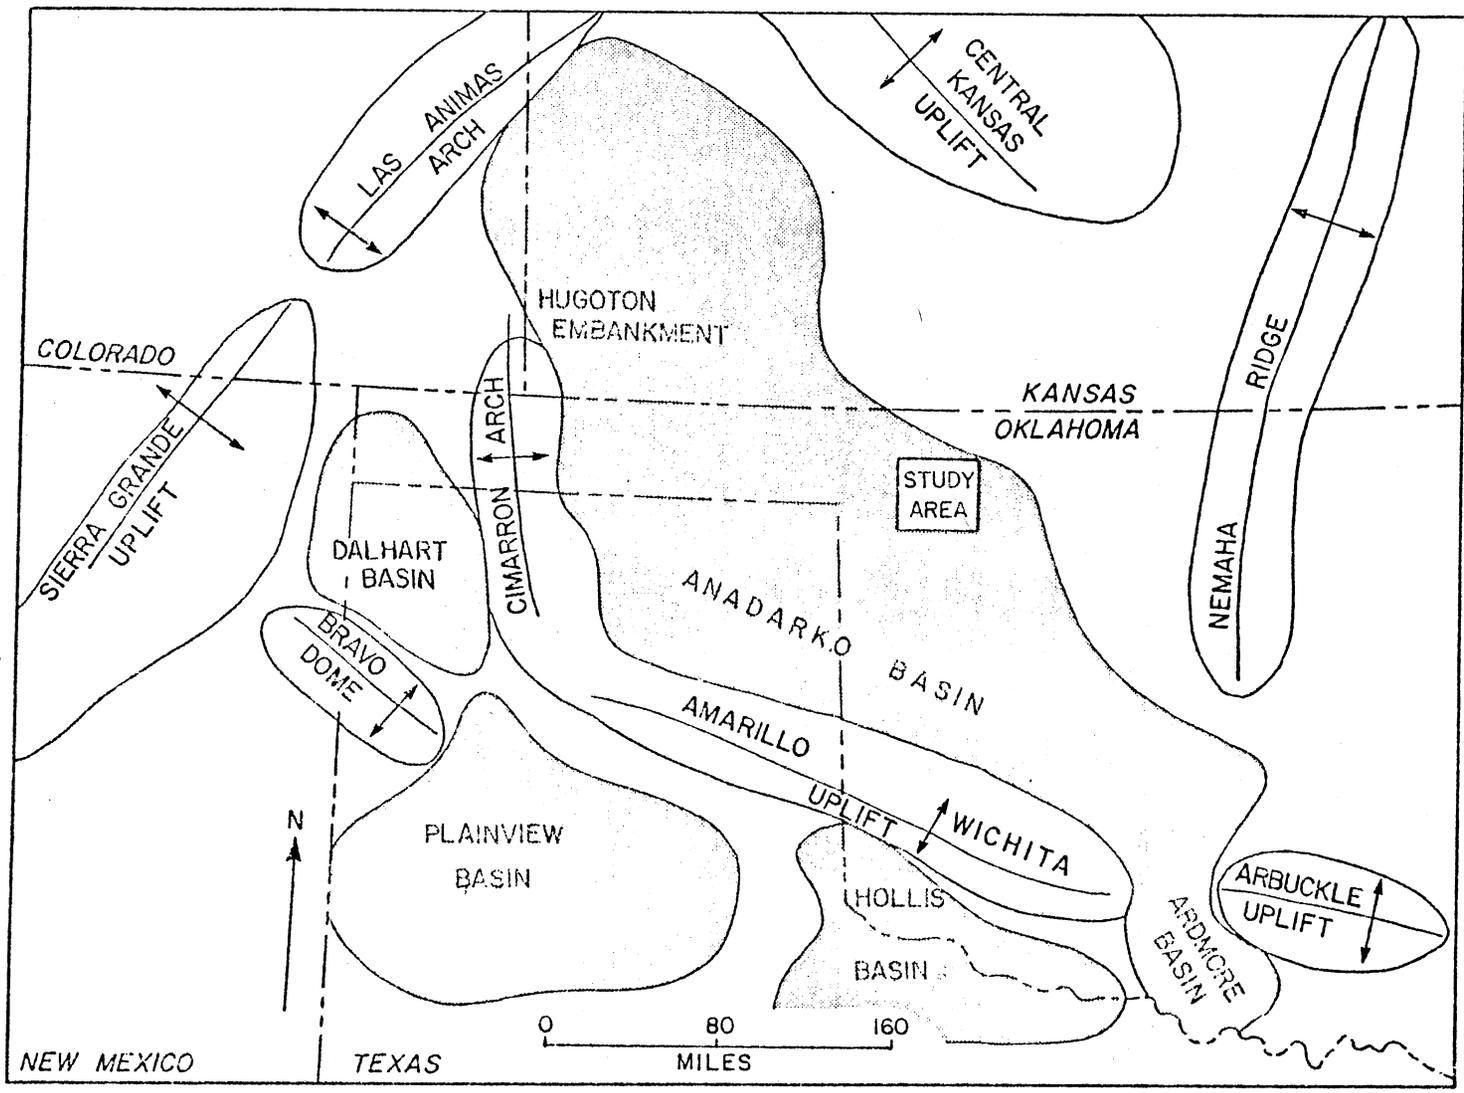 LAS ANIMAS
ARCH
CENTRAL
KANSAS
UPLIFT
HUGOTON
EMBANKMENT
COLORADO
KANSAS
OKLAHOMA
NEMAHA RIDGE
SIERRA GRANDE
UPLIFT
CIMARRON ARCH
STUDY
AREA
DALHART
BASIN
ANADARKO BASIN
BRAVO
DOME
AMARILLO
UPLIFT
WICHITA
PLAINVIEW
BASIN
HOLLIS
BASIN
ARDMORE
BASIN
ARBUCKLE
UPLIFT
N
0 80 160
MILES
NEW MEXICO
TEXAS